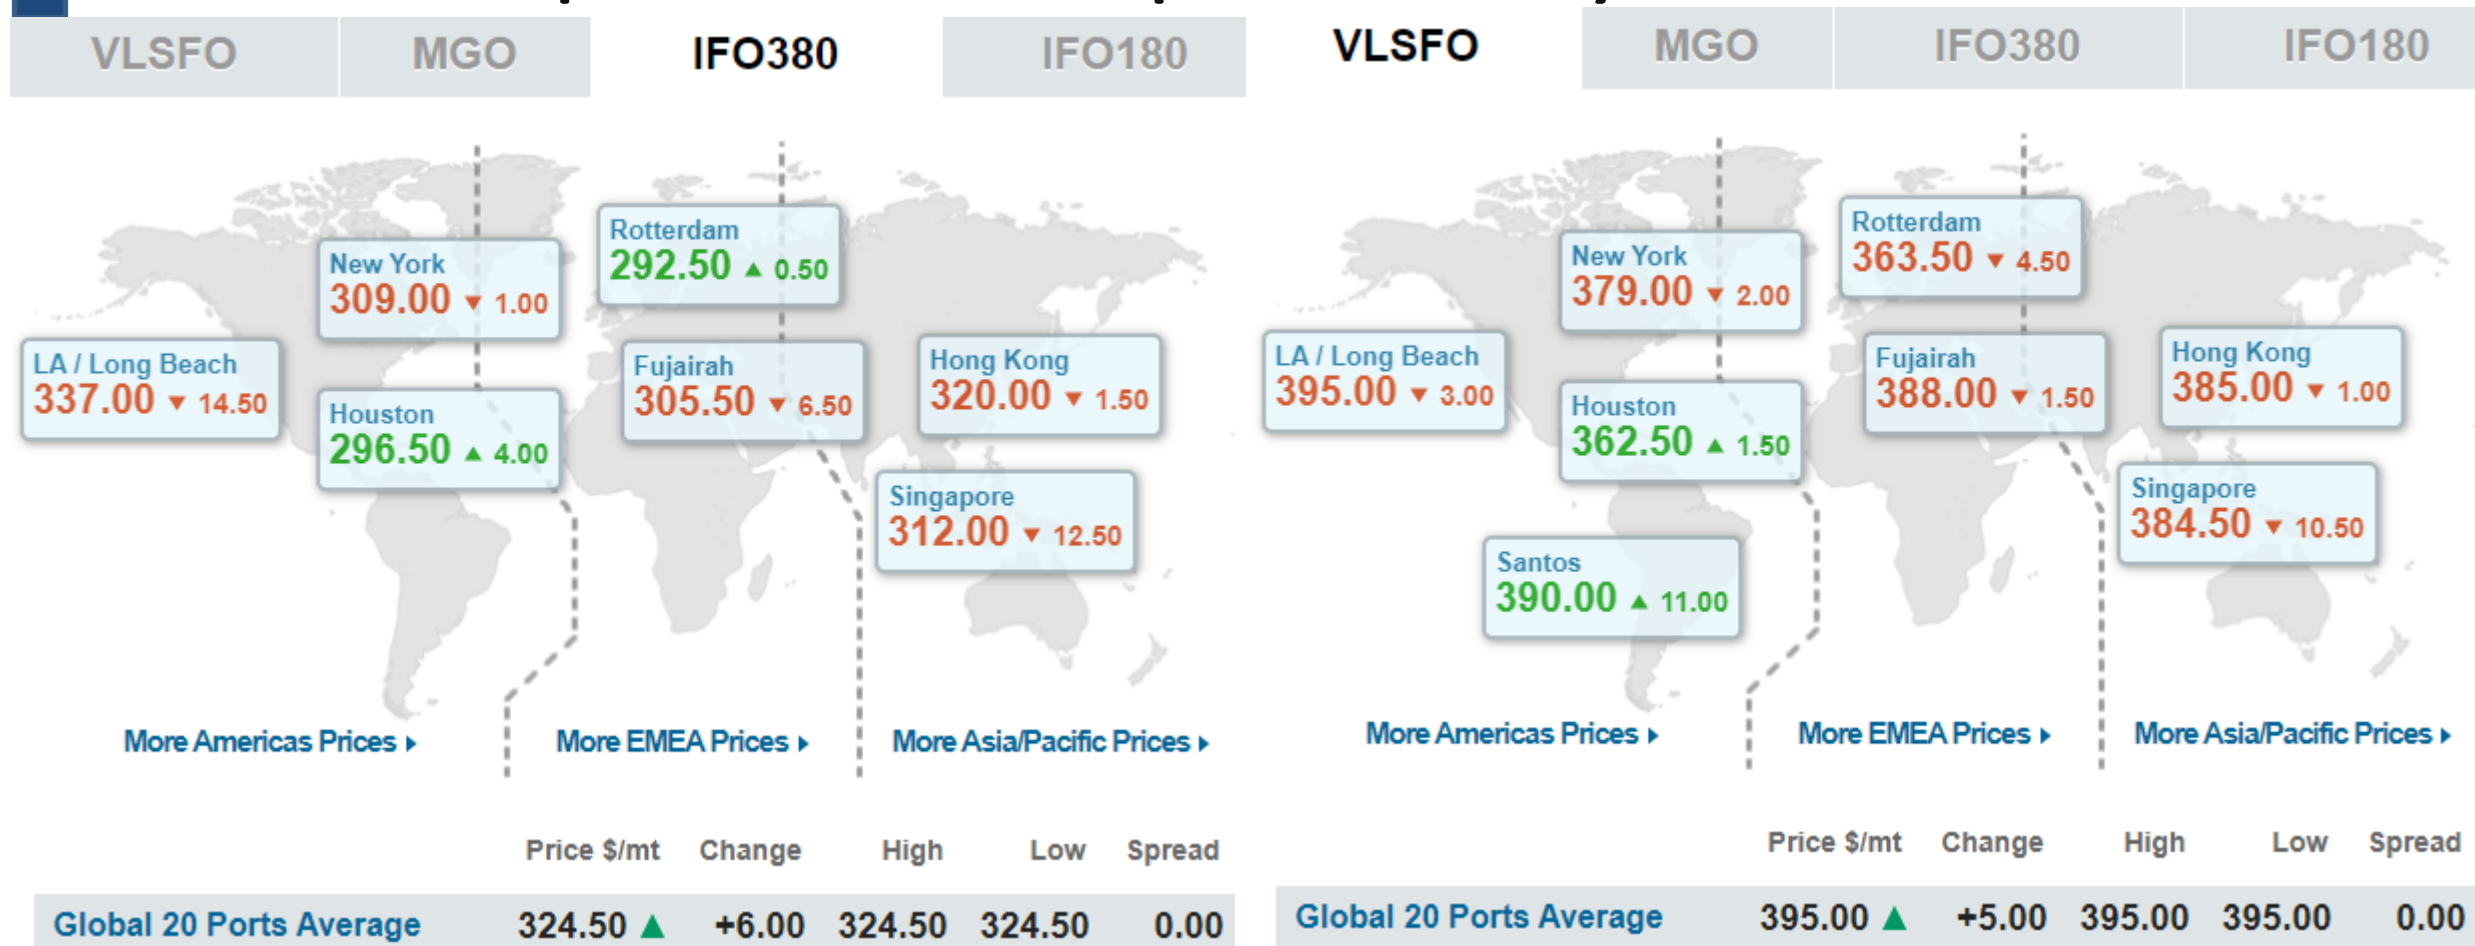 VLSFO MGO IFO380 IFO180
New York
309.00 ▼ 1.00
Rotterdam
292.50 ▲ 0.50
LA / Long Beach
337.00 ▼ 14.50
Houston
296.50 ▲ 4.00
Fujairah
305.50 ▼ 6.50
Hong Kong
320.00 ▼ 1.50
Singapore
312.00 ▼ 12.50
More Americas Prices More EMEA Prices More Asia/Pacific Prices
Price $/mt Change High Low Spread
Global 20 Ports Average 324.50 ▲ +6.00 324.50 324.50 0.00
VLSFO MGO IFO380 IFO180
New York
379.00 ▼ 2.00
Rotterdam
363.50 ▼ 4.50
LA / Long Beach
395.00 ▼ 3.00
Houston
362.50 ▲ 1.50
Fujairah
388.00 ▼ 1.50
Hong Kong
385.00 ▼ 1.00
Singapore
384.50 ▼ 10.50
Santos
390.00 ▲ 11.00
More Americas Prices More EMEA Prices More Asia/Pacific Prices
Price $/mt Change High Low Spread
Global 20 Ports Average 395.00 ▲ +5.00 395.00 395.00 0.00